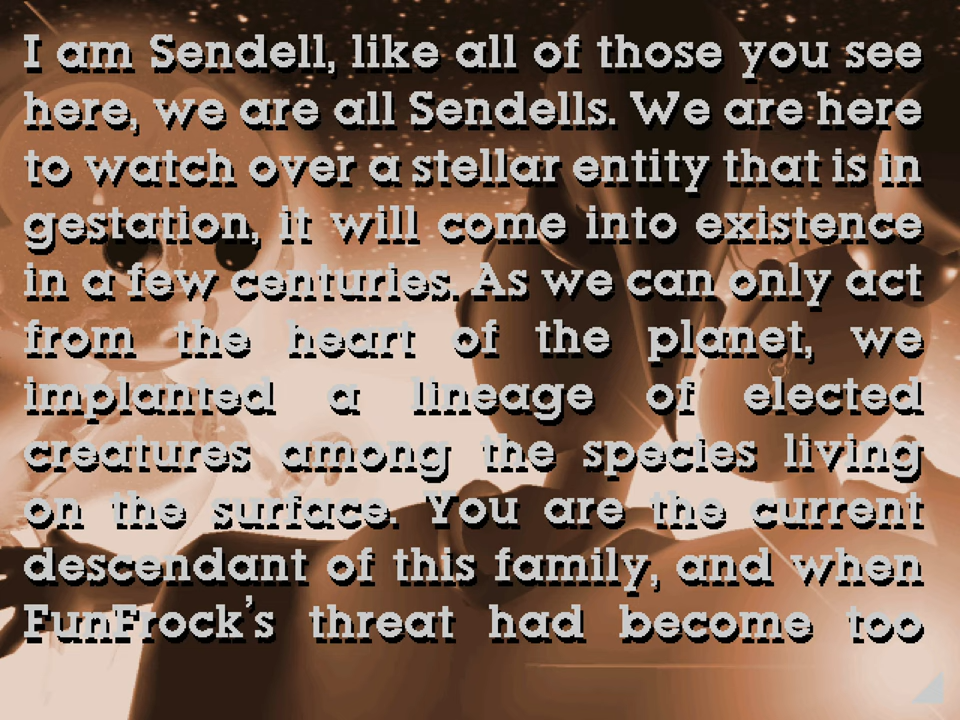 I am Sendell, like all of those you see
here, we are all Sendells. We are here
to watch over a stellar entity that is in
gestation, it will come into existence
in a few centuries. As we can only act
from the heart of the planet, we
implanted a lineage of elected
creatures among the species living
on the surface. You are the current
descendant of this family, and when
FunFrock's threat had become too